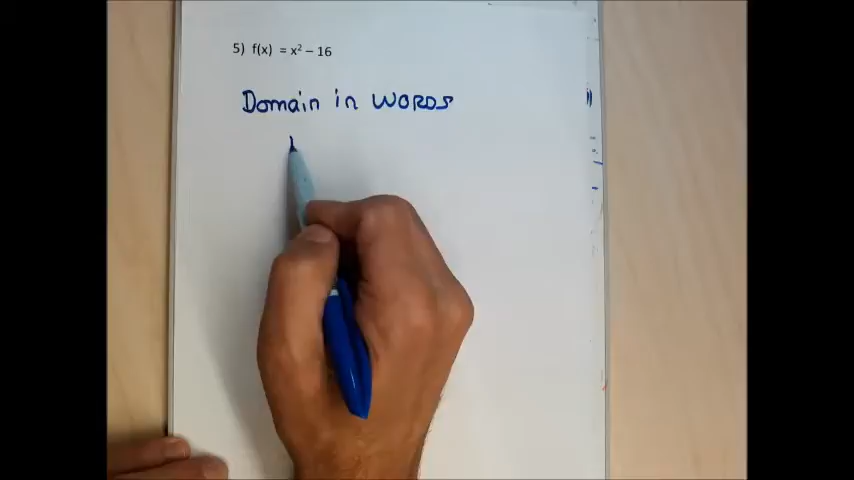 5) f(x) = x² – 16
Domain in WORDS